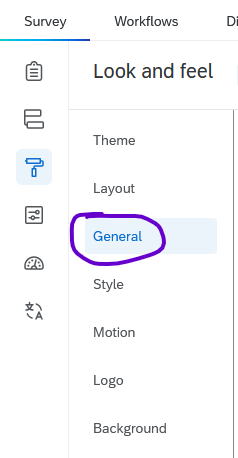 Survey Workflows
Look and feel
Theme
Layout
General
Style
Motion
Logo
Background